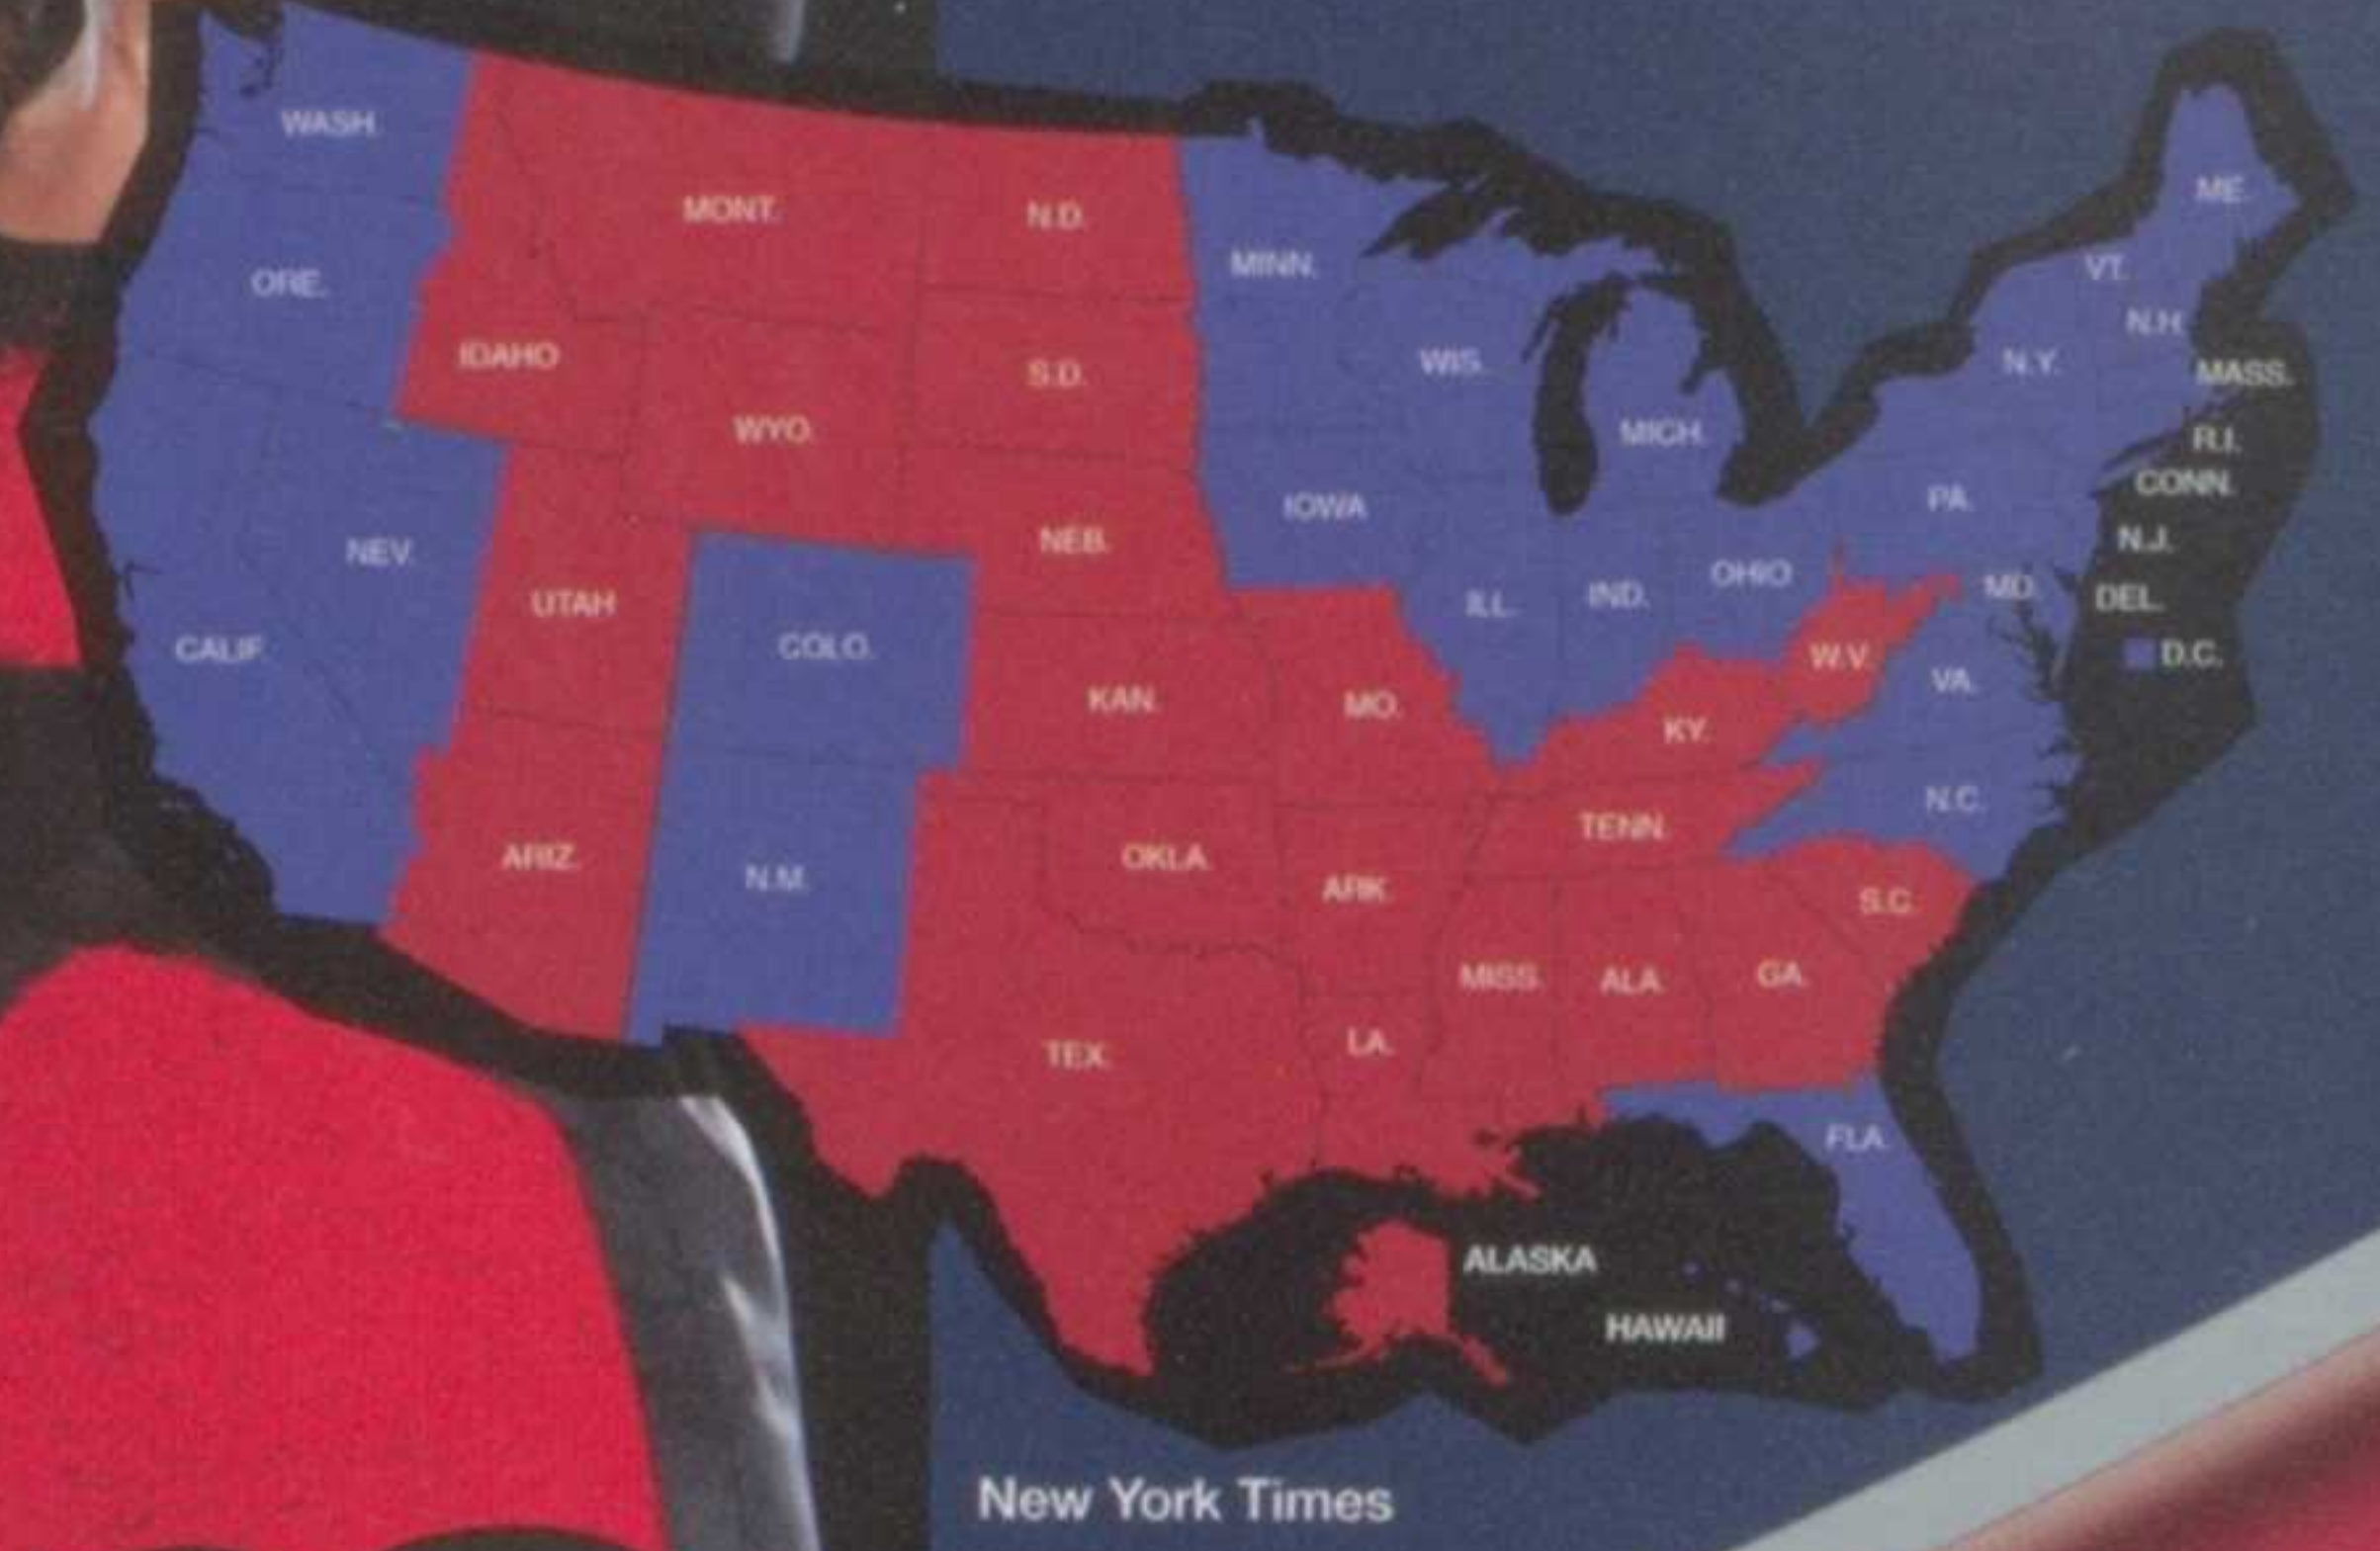 WASH.
ORE.
CALIF.
NEV.
IDAHO
MONT.
WYO.
UTAH
ARIZ.
COLO.
N.M.
N.D.
S.D.
NEB.
KAN.
OKLA.
TEX.
MINN.
IOWA
MO.
ARK.
LA.
WIS.
ILL.
MICH.
IND.
OHIO
KY.
TENN.
MISS.
ALA.
GA.
FLA.
S.C.
N.C.
VA.
W.V.
MD.
PA.
N.Y.
VT.
N.H.
ME.
MASS.
R.I.
CONN.
N.J.
DEL.
D.C.
ALASKA
HAWAII
New York Times